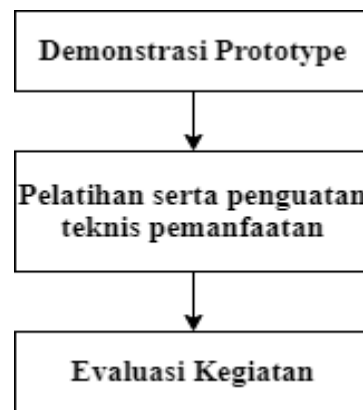 Demonstrasi Prototype
Pelatihan serta penguatan
teknis pemanfaatan
Evaluasi Kegiatan